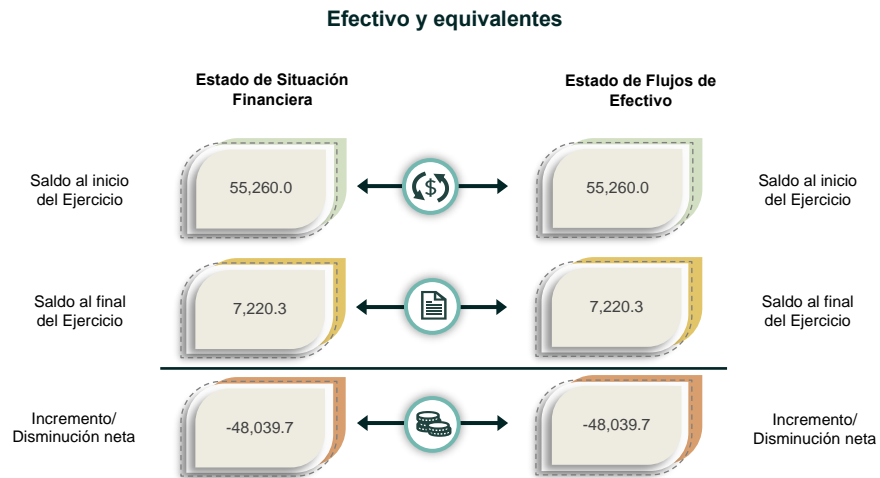 Efectivo y equivalentes
Estado de Situación
Financiera
Estado de Flujos de
Efectivo
Saldo al inicio
del Ejercicio
55,260.0
$
55,260.0
Saldo al inicio
del Ejercicio
Saldo al final
del Ejercicio
7,220.3
7,220.3
Saldo al final
del Ejercicio
Incremento/
Disminución neta
-48,039.7
-48,039.7
Incremento/
Disminución neta